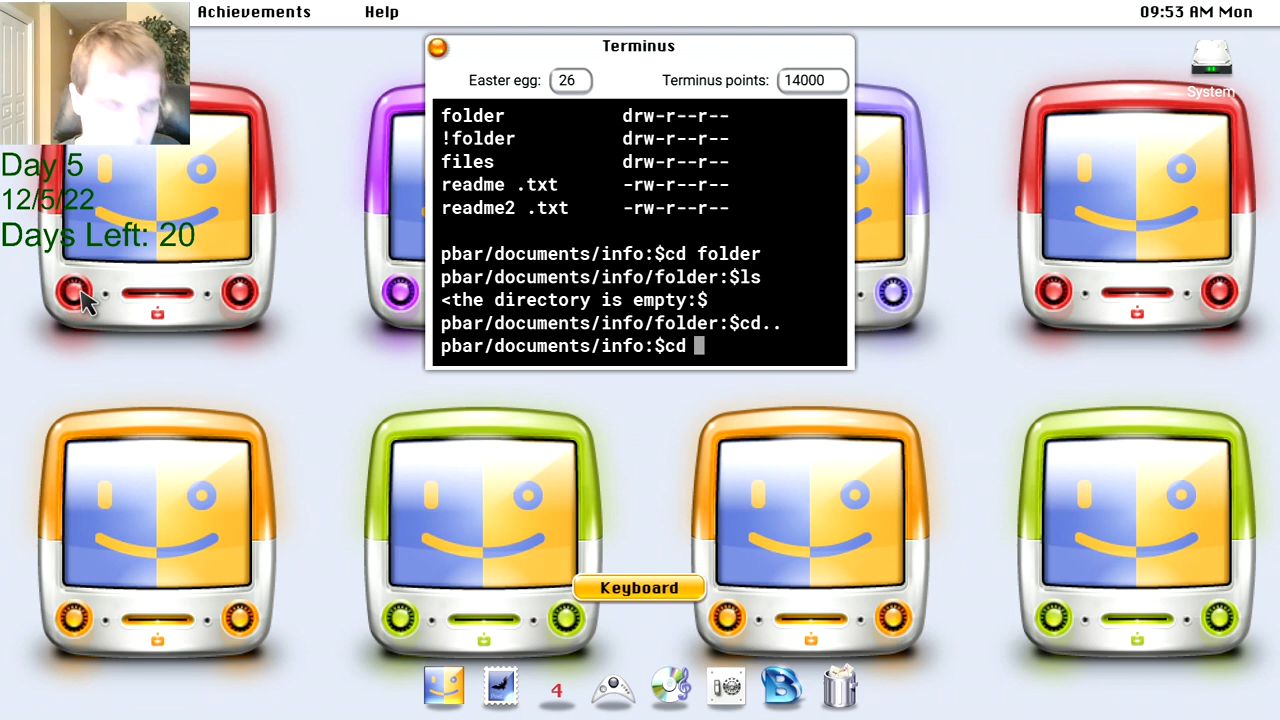 Achievements Help 09:53 AM Mon
Terminus
Easter egg: 26 Terminus points: 14000
System
folder drw-r--r--
!folder drw-r--r--
files drw-r--r--
readme .txt -rw-r--r--
readme2 .txt -rw-r--r--
pbar/documents/info:$cd folder
pbar/documents/info/folder:$ls
<the directory is empty:$
pbar/documents/info/folder:$cd..
pbar/documents/info:$cd
Day 5
12/5/22
Days Left: 20
Keyboard
4